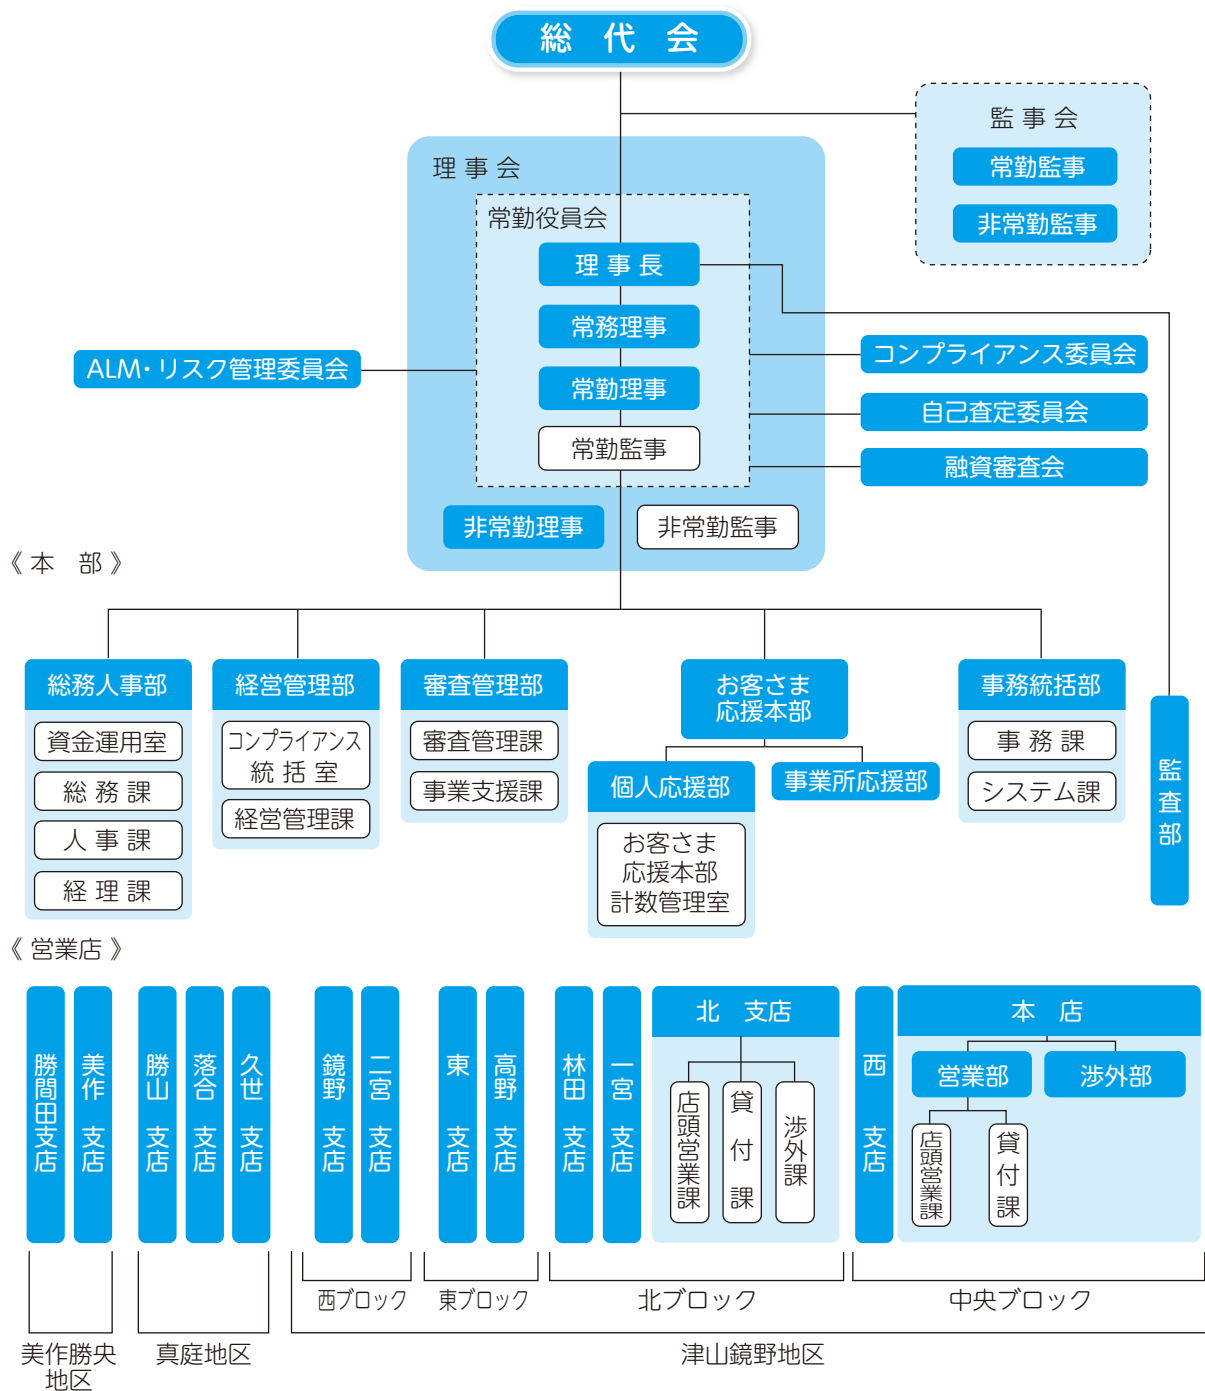 総代会
監事会
常勤監事
非常勤監事
理事会
常勤役員会
理事長
常務理事
常勤理事
常勤監事
非常勤理事
非常勤監事
ALM・リスク管理委員会
コンプライアンス委員会
自己査定委員会
融資審査会
《 本　部 》
総務人事部
資金運用室
総務課
人事課
経理課
経営管理部
コンプライアンス
統括室
経営管理課
審査管理部
審査管理課
事業支援課
お客さま
応援本部
個人応援部
お客さま
応援本部
計数管理室
事業所応援部
事務統括部
事務課
システム課
監査部
《 営業店 》
勝間田支店
美作　支店
勝山　支店
落合　支店
久世　支店
鏡野　支店
二宮　支店
東　支店
高野　支店
林田　支店
一宮　支店
北　支店
店頭営業課
貸付課
渉外課
西　支店
本　店
営業部
渉外部
店頭営業課
貸付課
西ブロック
東ブロック
北ブロック
中央ブロック
美作勝央
地区
真庭地区
津山鏡野地区